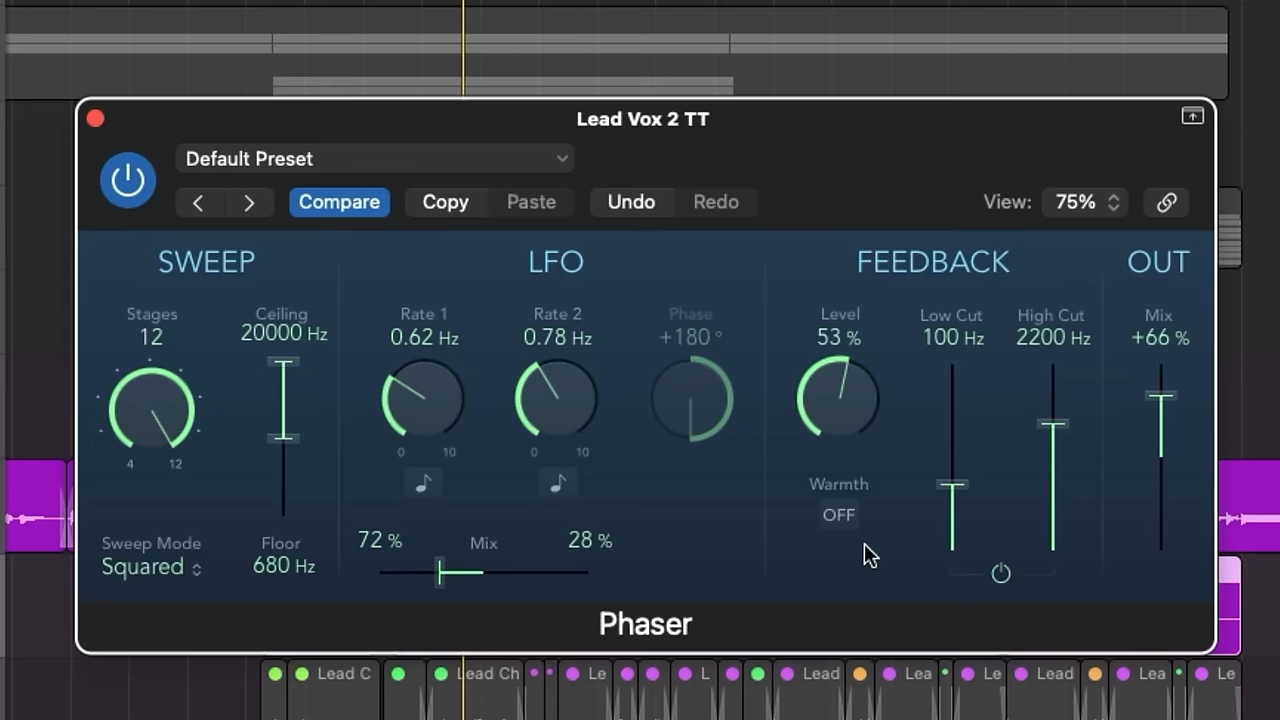 Lead Vox 2 TT
Default Preset
Compare Copy Paste Undo Redo View: 75%
SWEEP LFO FEEDBACK OUT
Stages Ceiling Rate 1 Rate 2 Phase Level Low Cut High Cut Mix
12 20000 Hz 0.62 Hz 0.78 Hz +180 ° 53 % 100 Hz 2200 Hz +66 %
4 12 0 10 0 10
Warmth
OFF
Sweep Mode Floor 72 % Mix 28 %
Squared 680 Hz
Phaser
Lead C Lead Ch Le L Lead Lea Le Lead Lea Le